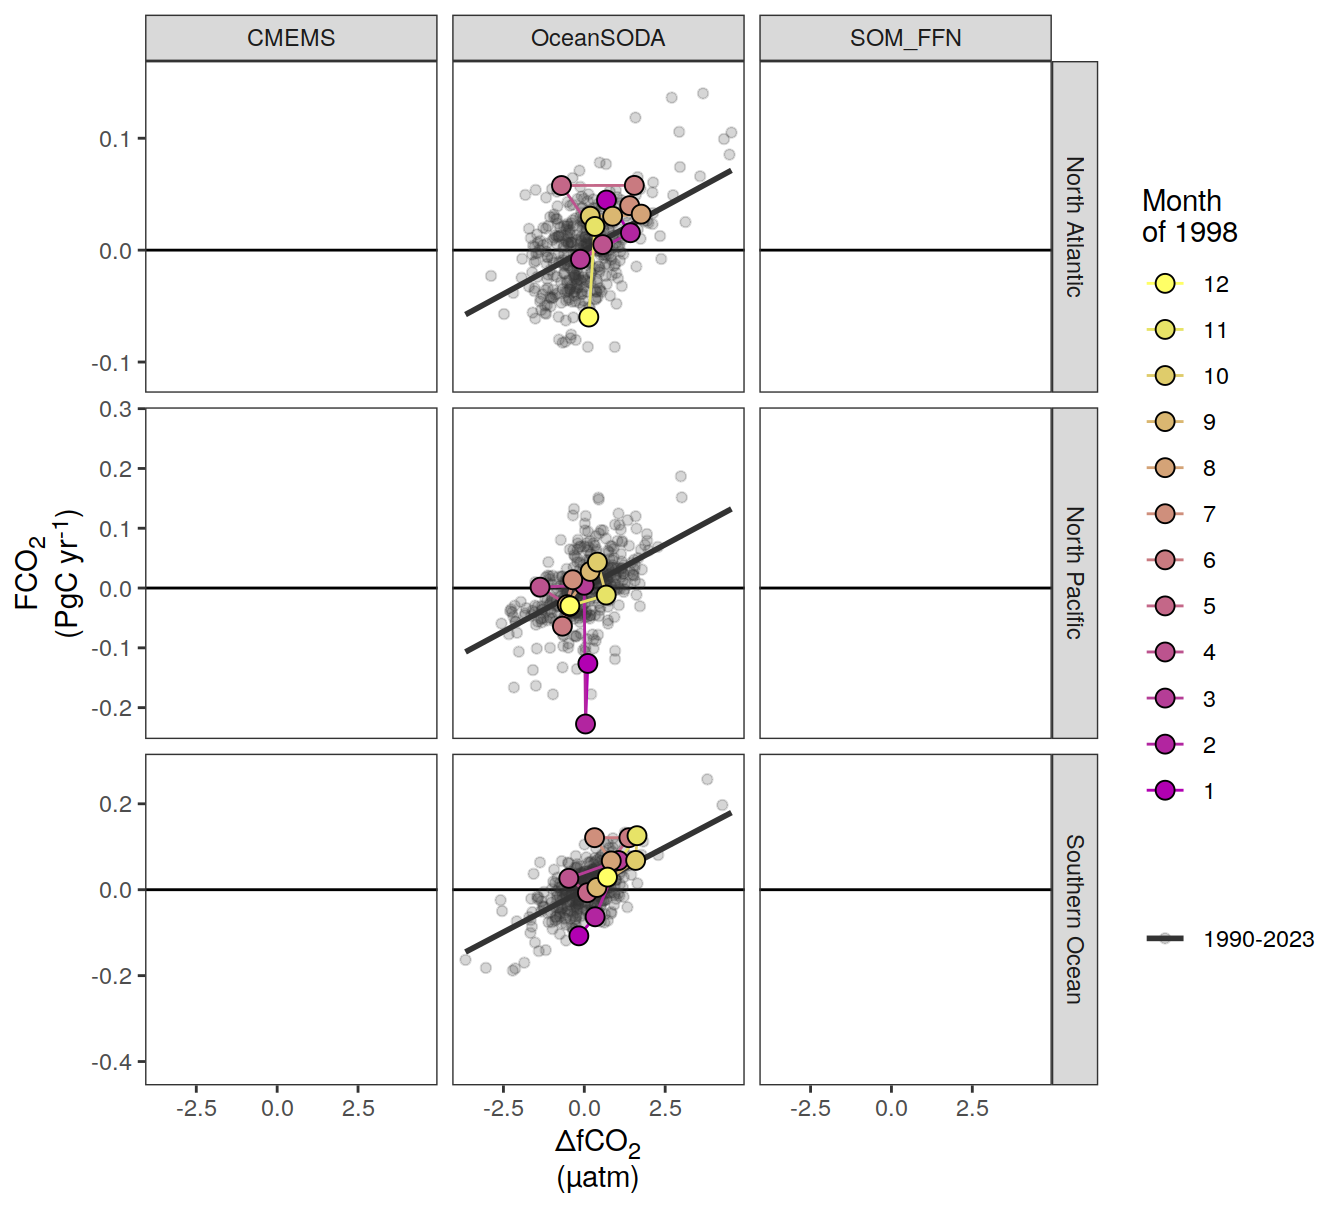 CMEMS OceanSODA SOM_FFN
0.1
0.0
-0.1
North Atlantic
0.3
0.2
0.1
0.0
-0.1
-0.2
North Pacific
0.2
0.0
-0.2
-0.4
Southern Ocean
-2.5 0.0 2.5 -2.5 0.0 2.5 -2.5 0.0 2.5
ΔfCO₂
(µatm)
FCO₂
(PgC yr⁻¹)
Month
of 1998
12
11
10
9
8
7
6
5
4
3
2
1
1990-2023